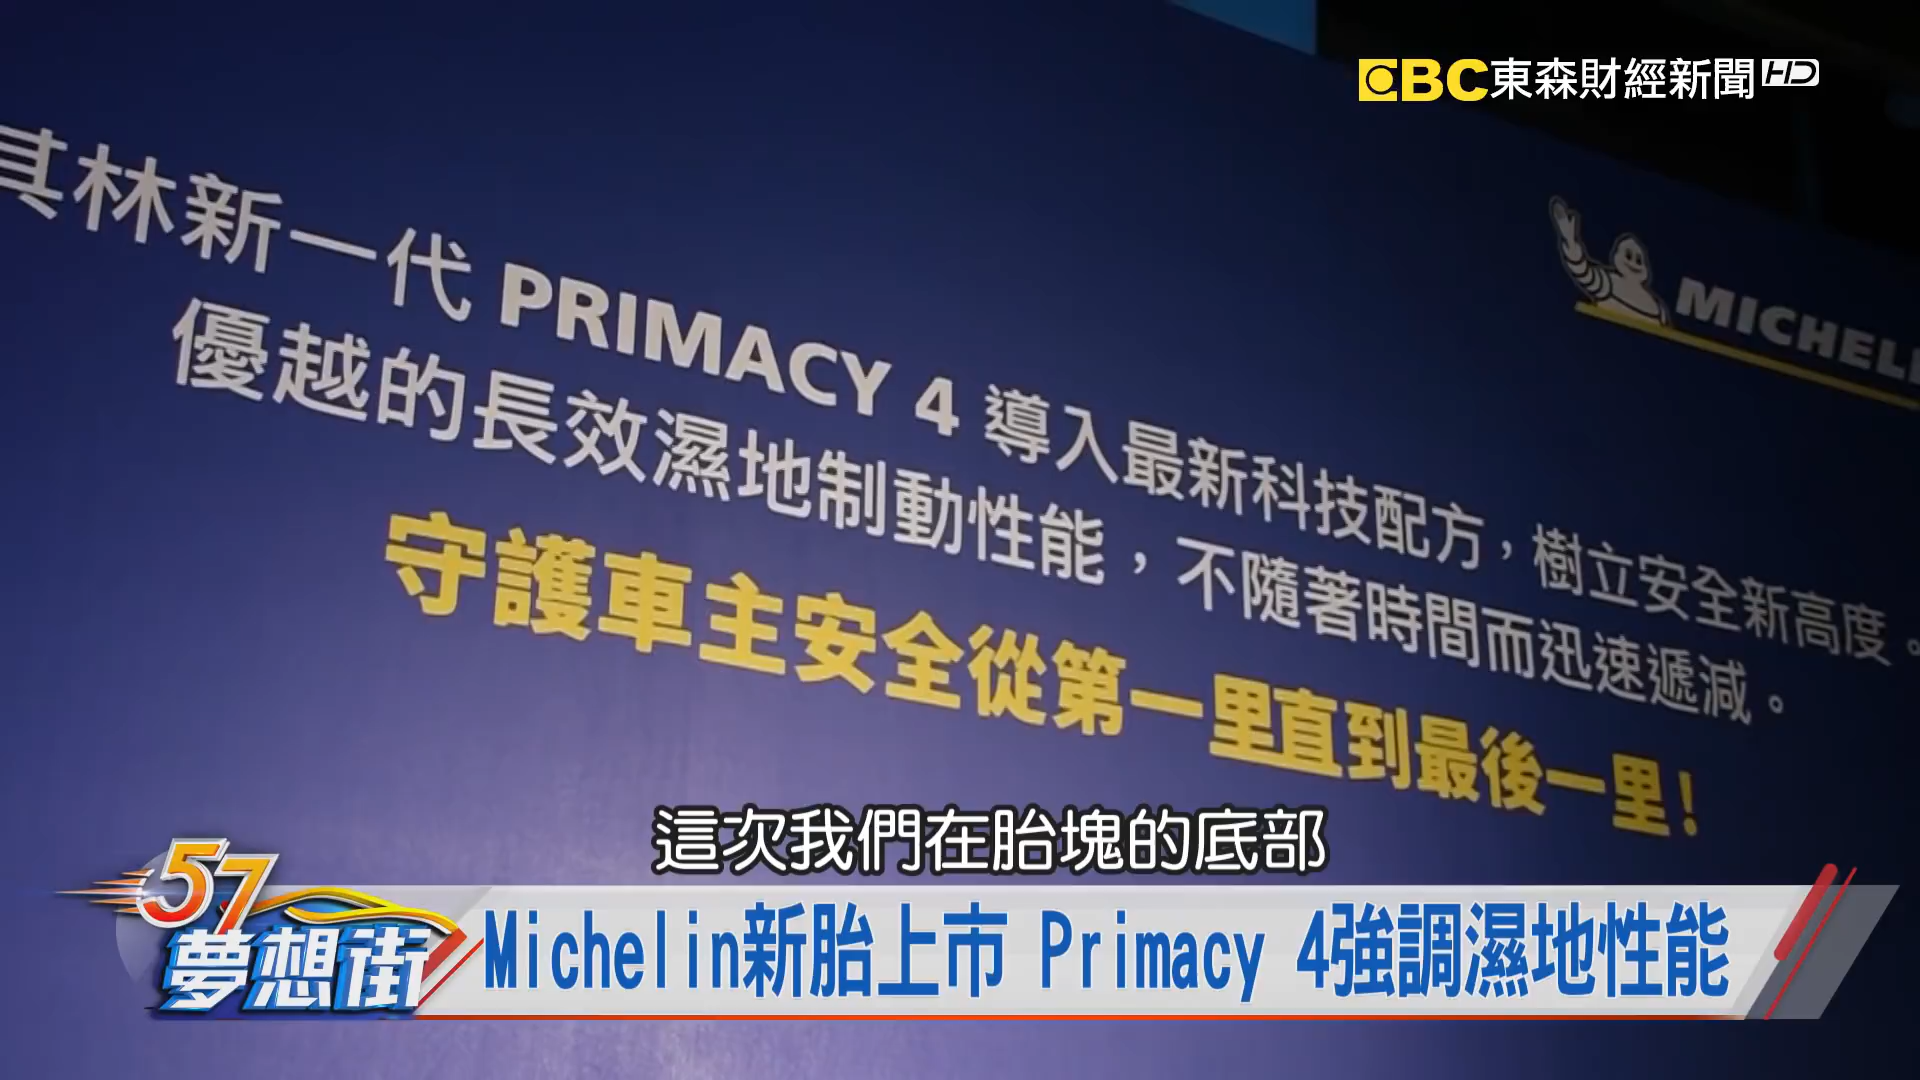 EBC東森財經新聞HD
其林新一代 PRIMACY 4 導入最新科技配方，樹立安全新高度。
優越的長效濕地制動性能，不隨著時間而迅速遞減。
守護車主安全從第一里直到最後一里！
MICHELI
這次我們在胎塊的底部
57夢想街
Michelin新胎上市 Primacy 4強調濕地性能